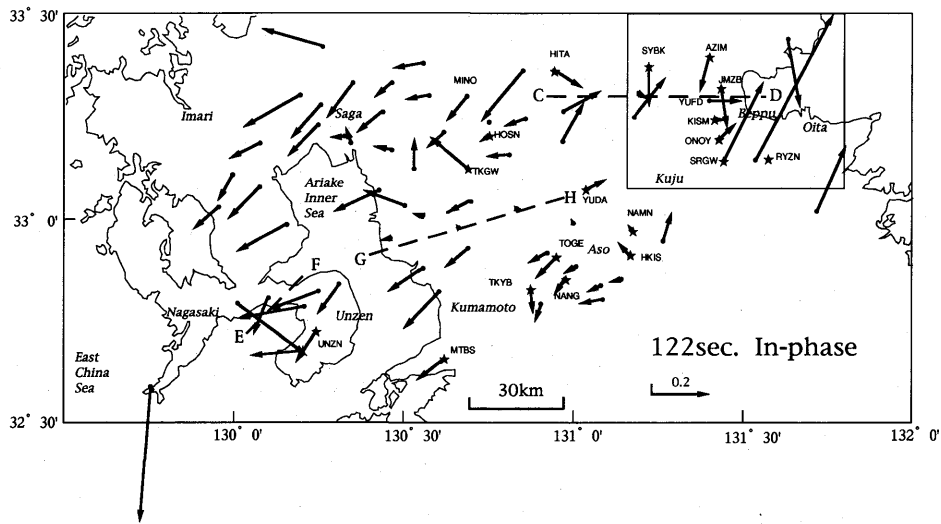 33° 30'
33° 0'
32° 30'
130° 0'
130° 30'
131° 0'
131° 30'
132° 0'
Imari
Saga
MINO
HITA
SYBK
AZIM
JMZB
C
YUFD
D
Beppu
KISM
Oita
HOSN
ONOY
SRGW
RYZN
TKGW
Kuju
Ariake
Inner
Sea
H
YUDA
NAMN
G
TOGE
Aso
HKIS
F
TKYB
NANG
Nagasaki
Unzen
Kumamoto
E
UNZN
MTBS
East
China
Sea
122sec. In-phase
30km
0.2